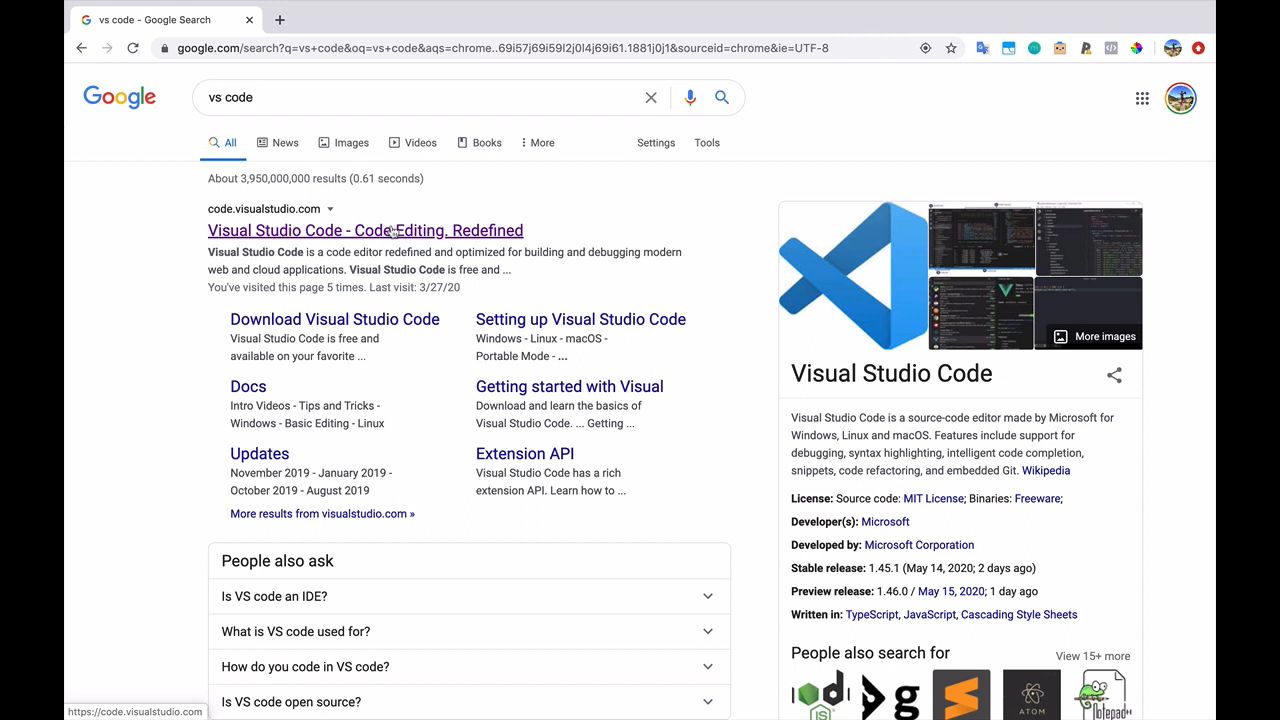 vs code - Google Search
google.com/search?q=vs+code&oq=vs+code&aqs=chrome..69i57j69i59l2j0l4j69i61.1881j0j1&sourceid=chrome&ie=UTF-8
Google
vs code
All
News
Images
Videos
Books
More
Settings
Tools
About 3,950,000,000 results (0.61 seconds)
code.visualstudio.com
Visual Studio Code - Code Editing. Redefined
Visual Studio Code is a code editor redefined and optimized for building and debugging modern
web and cloud applications. Visual Studio Code is free and ...
You've visited this page 5 times. Last visit: 3/27/20
Download Visual Studio Code
Visual Studio Code is free and
available on your favorite ...
Setting up Visual Studio Code
Windows - Linux - macOS -
Portable Mode - ...
Docs
Intro Videos - Tips and Tricks -
Windows - Basic Editing - Linux
Getting started with Visual
Download and learn the basics of
Visual Studio Code. ... Getting ...
Updates
November 2019 - January 2019 -
October 2019 - August 2019
Extension API
Visual Studio Code has a rich
extension API. Learn how to ...
More results from visualstudio.com »
People also ask
Is VS code an IDE?
What is VS code used for?
How do you code in VS code?
Is VS code open source?
More images
Visual Studio Code
Visual Studio Code is a source-code editor made by Microsoft for
Windows, Linux and macOS. Features include support for
debugging, syntax highlighting, intelligent code completion,
snippets, code refactoring, and embedded Git. Wikipedia
License: Source code: MIT License; Binaries: Freeware;
Developer(s): Microsoft
Developed by: Microsoft Corporation
Stable release: 1.45.1 (May 14, 2020; 2 days ago)
Preview release: 1.46.0 / May 15, 2020; 1 day ago
Written in: TypeScript, JavaScript, Cascading Style Sheets
People also search for
View 15+ more
ATOM
Notepad++
https://code.visualstudio.com